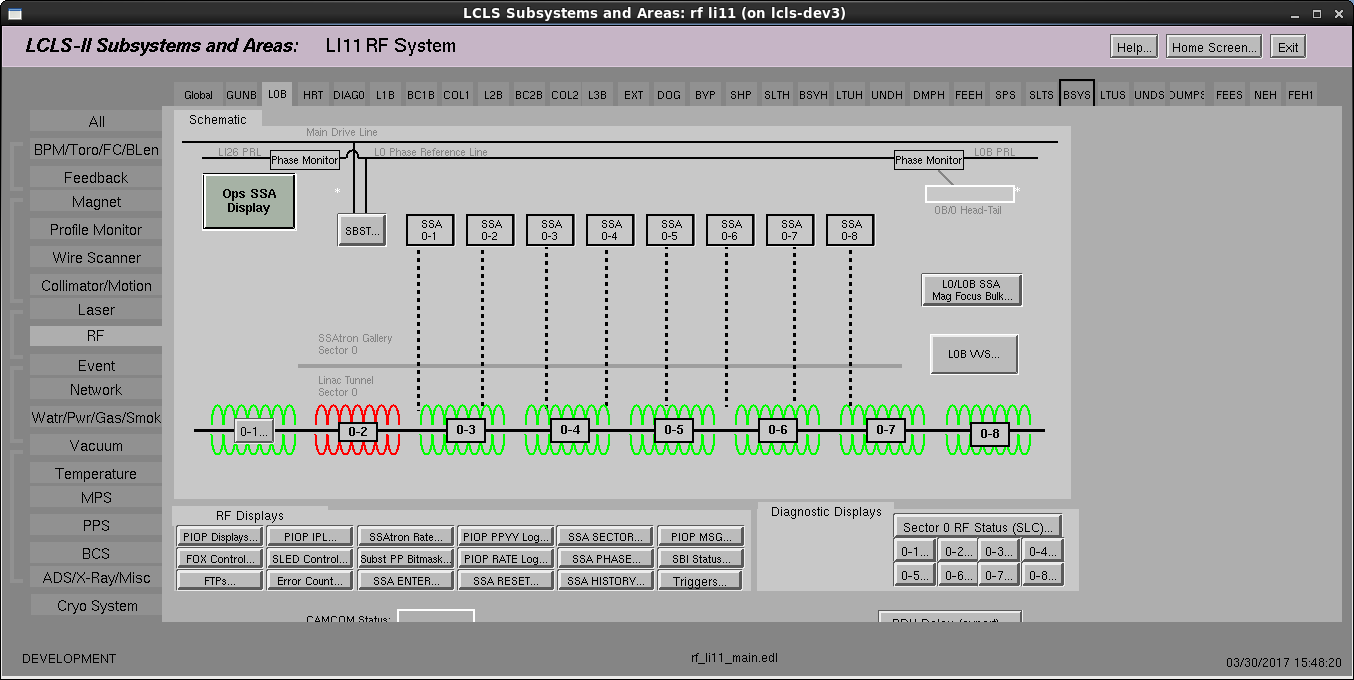 LCLS Subsystems and Areas: rf li11 (on lcls-dev3)
LCLS-II Subsystems and Areas: LI11 RF System
Help... Home Screen... Exit
Global GUNB L0B HRT DIAG0 L1B BC1B COL1 L2B BC2B COL2 L3B EXT DOG BYP SHP SLTH BSYH LTUH UNDH DMPH FEEH SPS SLTS BSYS LTUS UNDS DUMPS FEES NEH FEH1
All
BPM/Toro/FC/BLen
Feedback
Magnet
Profile Monitor
Wire Scanner
Collimator/Motion
Laser
RF
Event
Network
Watr/Pwr/Gas/Smok
Vacuum
Temperature
MPS
PPS
BCS
ADS/X-Ray/Misc
Cryo System
Schematic
Main Drive Line
LI26 PRL
Phase Monitor
L0 Phase Reference Line
Phase Monitor
L0B PRL
Ops SSA
Display
*
*
0B/0 Head-Tail
SBST...
SSA
0-1
SSA
0-2
SSA
0-3
SSA
0-4
SSA
0-5
SSA
0-6
SSA
0-7
SSA
0-8
L0/L0B SSA
Mag Focus Bulk...
SSAtron Gallery
Sector 0
L0B VVS...
Linac Tunnel
Sector 0
0-1... 0-2 0-3 0-4 0-5 0-6 0-7 0-8
RF Displays
PIOP Displays... PIOP IPL... SSAtron Rate... PIOP PPYY Log... SSA SECTOR... PIOP MSG...
FOX Control... SLED Control... Subst PP Bitmask... PIOP RATE Log... SSA PHASE... SBI Status...
FTPs... Error Count... SSA ENTER... SSA RESET... SSA HISTORY... Triggers...
Diagnostic Displays
Sector 0 RF Status (SLC)...
0-1... 0-2... 0-3... 0-4...
0-5... 0-6... 0-7... 0-8...
CAMCOM Status:
DEVELOPMENT
rf_li11_main.edl
03/30/2017 15:48:20